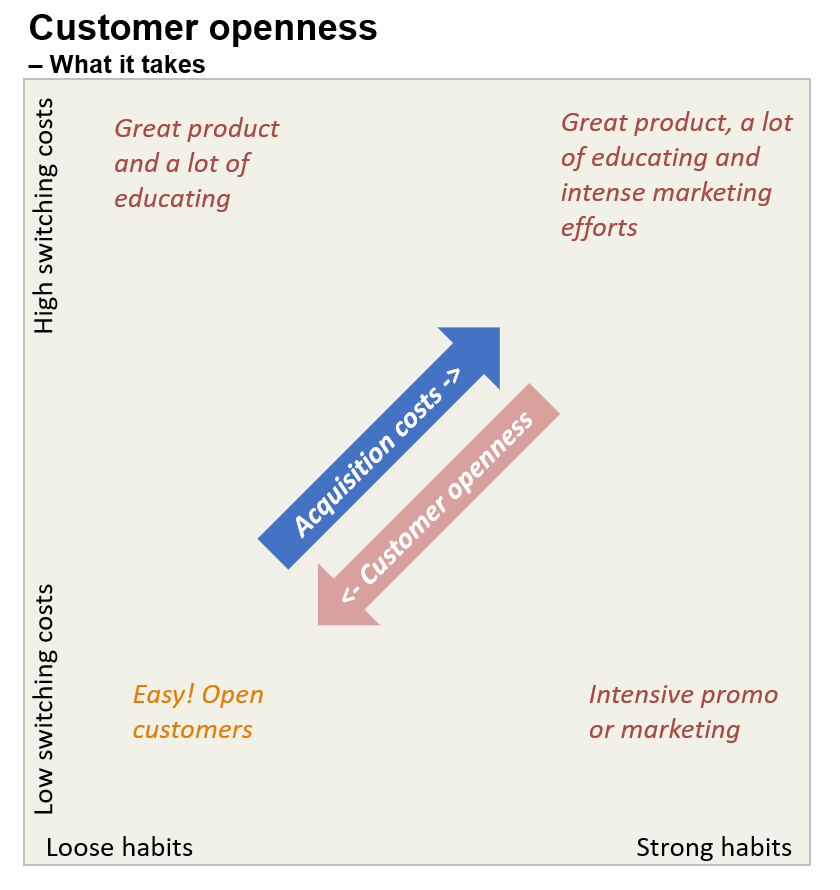 Customer openness
– What it takes
High switching costs
Great product
and a lot of
educating
Great product, a lot
of educating and
intense marketing
efforts
Acquisition costs ->
<- Customer openness
Low switching costs
Easy! Open
customers
Intensive promo
or marketing
Loose habits
Strong habits